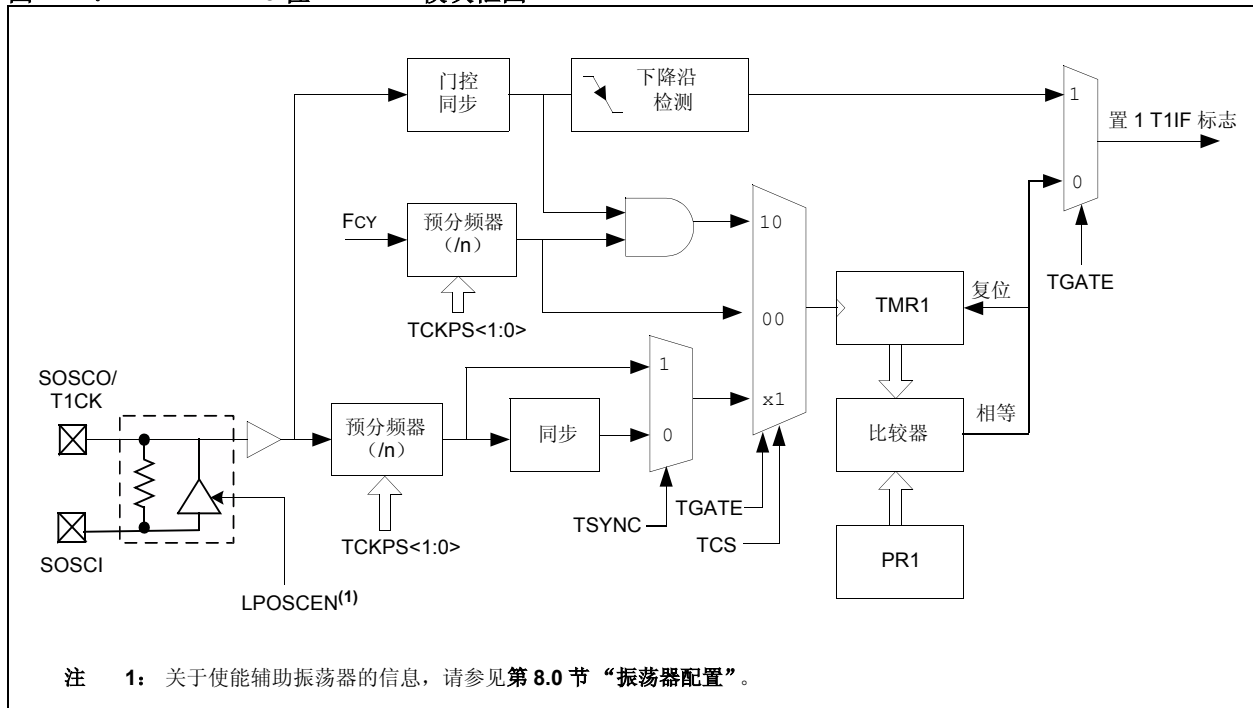 门控
同步
下降沿
检测
1
置 1 T1IF 标志
0
TGATE
FCY
预分频器
（/n）
TCKPS<1:0>
10
00
x1
TMR1
复位
SOSCO/
T1CK
SOSCI
预分频器
（/n）
TCKPS<1:0>
同步
1
0
TSYNC
TGATE
TCS
比较器
相等
PR1
LPOSCEN(1)
注 1： 关于使能辅助振荡器的信息，请参见第 8.0 节 “振荡器配置”。